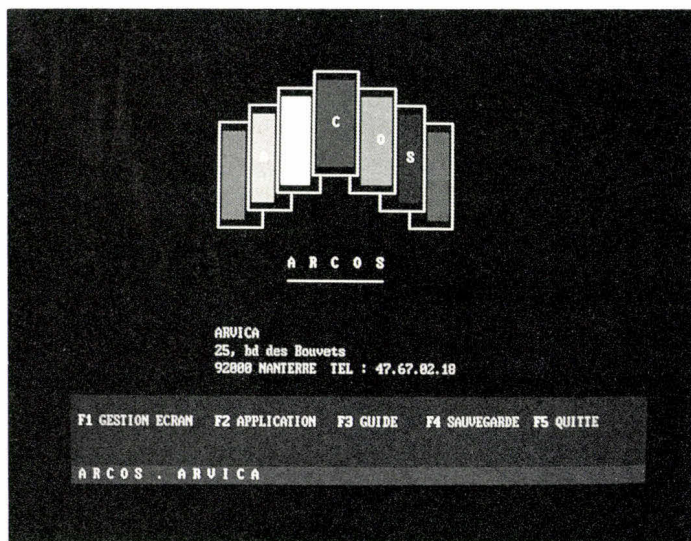 R C O S
A R C O S
ARVICA
25, bd des Bouvets
92000 NANTERRE TEL : 47.67.02.18
F1 GESTION ECRAN F2 APPLICATION F3 GUIDE F4 SAUVEGARDE F5 QUITTE
A R C O S . A R V I C A